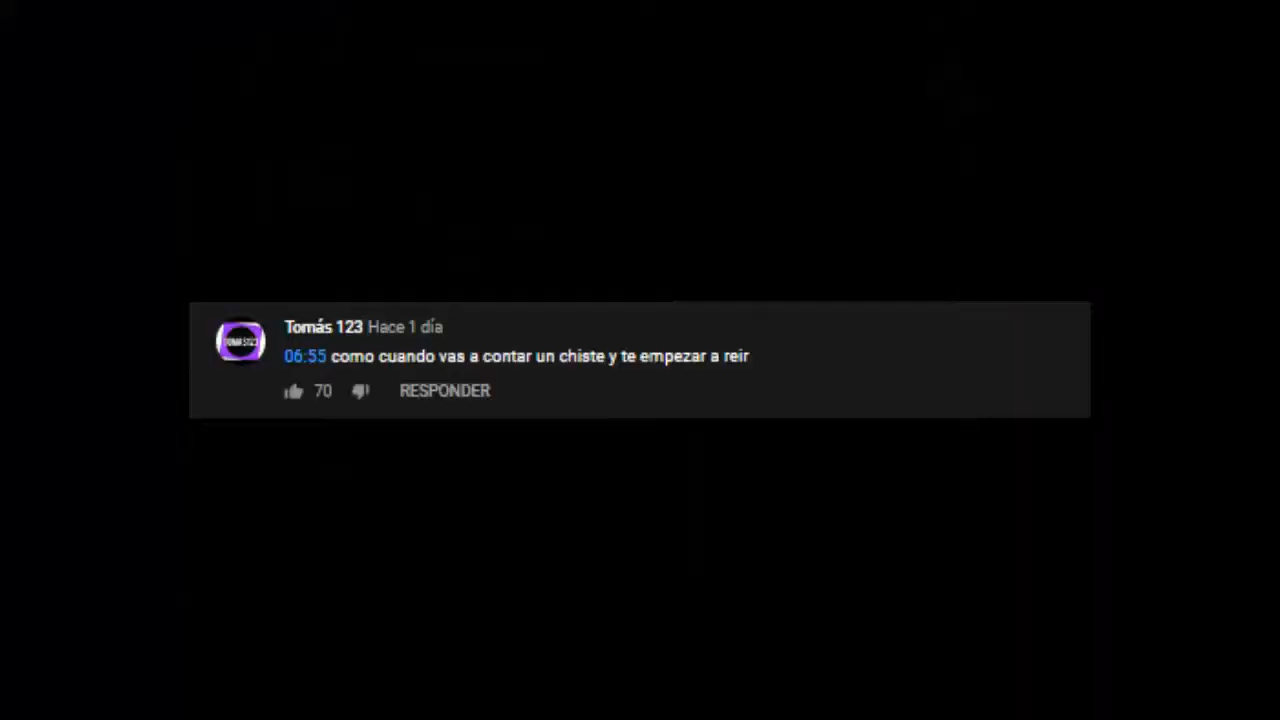 Tomás 123 Hace 1 día
06:55 como cuando vas a contar un chiste y te empezar a reir
70 RESPONDER